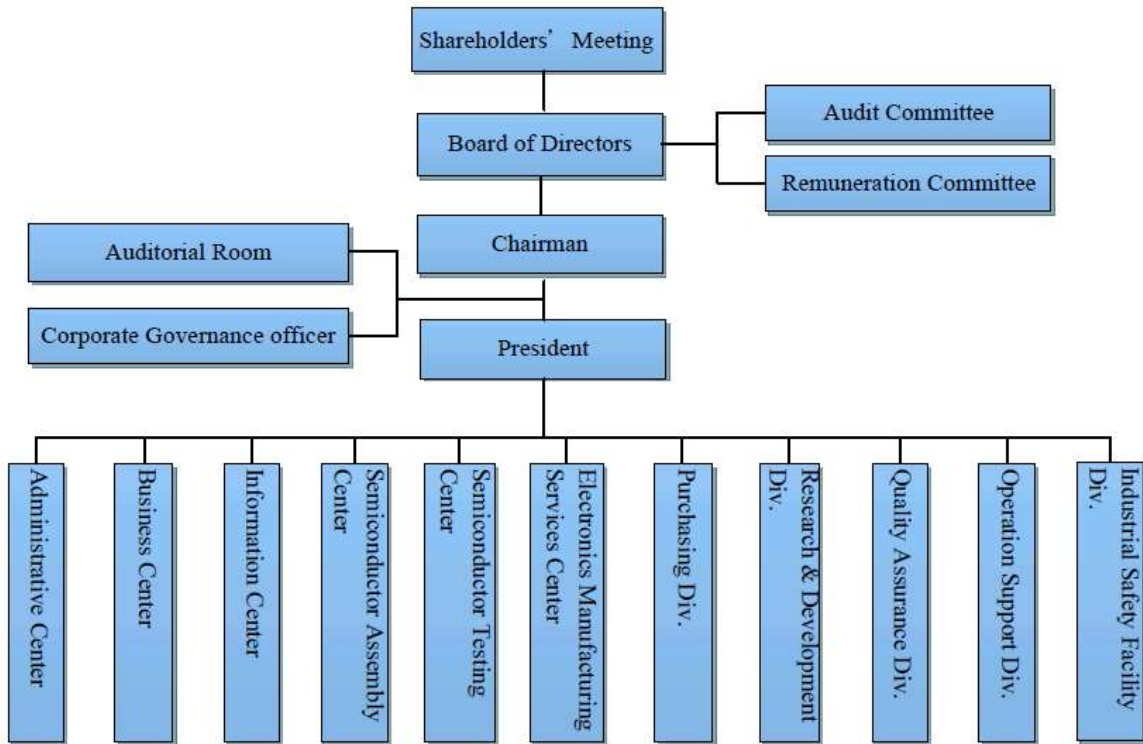 Shareholders’ Meeting
Board of Directors
Audit Committee
Remuneration Committee
Chairman
Auditorial Room
Corporate Governance officer
President
Administrative Center
Business Center
Information Center
Semiconductor Assembly
Center
Semiconductor Testing
Center
Electronics Manufacturing
Services Center
Purchasing Div.
Research & Development
Div.
Quality Assurance Div.
Operation Support Div.
Industrial Safety Facility
Div.